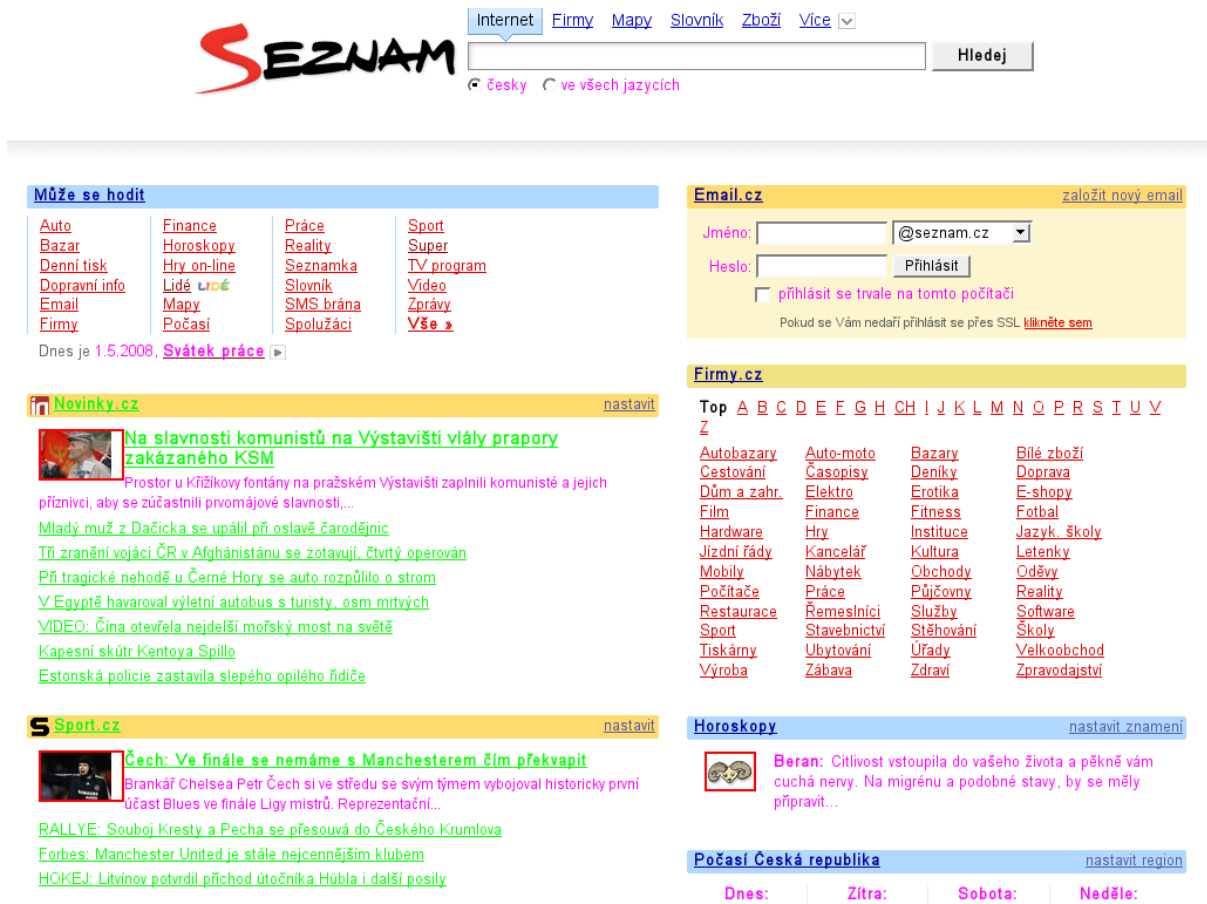 SEZNAM
Internet Firmy Mapy Slovník Zboží Více
Hledej
česky ve všech jazycích
Může se hodit
Auto Finance Práce Sport
Bazar Horoskopy Reality Super
Denní tisk Hry on-line Seznamka TV program
Dopravní info Lidé LIDÉ Slovník Video
Email Mapy SMS brána Zprávy
Firmy Počasí Spolužáci Vše »
Dnes je 1.5.2008, Svátek práce
Novinky.cz nastavit
Na slavnosti komunistů na Výstavišti vlály prapory
zakázaného KSM
Prostor u Křižíkovy fontány na pražském Výstavišti zaplnili komunisté a jejich
příznivci, aby se zúčastnili prvomájové slavnosti,...
Mladý muž z Dačicka se upálil při oslavě čarodějnic
Tři zranění vojáci ČR v Afghánistánu se zotavují, čtvrtý operován
Při tragické nehodě u Černé Hory se auto rozpůlilo o strom
V Egyptě havaroval výletní autobus s turisty, osm mrtvých
VIDEO: Čína otevřela nejdelší mořský most na světě
Kapesní skútr Kentoya Spillo
Estonská policie zastavila slepého opilého řidiče
Sport.cz nastavit
Čech: Ve finále se nemáme s Manchesterem čím překvapit
Brankář Chelsea Petr Čech si ve středu se svým týmem vybojoval historicky první
účast Blues ve finále Ligy mistrů. Reprezentační...
RALLYE: Souboj Kresty a Pecha se přesouvá do Českého Krumlova
Forbes: Manchester United je stále nejcennějším klubem
HOKEJ: Litvínov potvrdil příchod útočníka Hübla i další posily
Email.cz založit nový email
Jméno: @seznam.cz
Heslo: Přihlásit
přihlásit se trvale na tomto počítači
Pokud se Vám nedaří přihlásit se přes SSL klikněte sem
Firmy.cz
Top A B C D E F G H CH I J K L M N O P R S T U V
Z
Autobazary Auto-moto Bazary Bílé zboží
Cestování Časopisy Deníky Doprava
Dům a zahr. Elektro Erotika E-shopy
Film Finance Fitness Fotbal
Hardware Hry Instituce Jazyk. školy
Jízdní řády Kancelář Kultura Letenky
Mobily Nábytek Obchody Oděvy
Počítače Práce Půjčovny Reality
Restaurace Řemeslníci Služby Software
Sport Stavebnictví Stěhování Školy
Tiskárny Ubytování Úřady Velkoobchod
Výroba Zábava Zdraví Zpravodajství
Horoskopy nastavit znamení
Beran: Citlivost vstoupila do vašeho života a pěkně vám
cuchá nervy. Na migrénu a podobné stavy, by se měly
připravit...
Počasí Česká republika nastavit region
Dnes: Zítra: Sobota: Neděle: